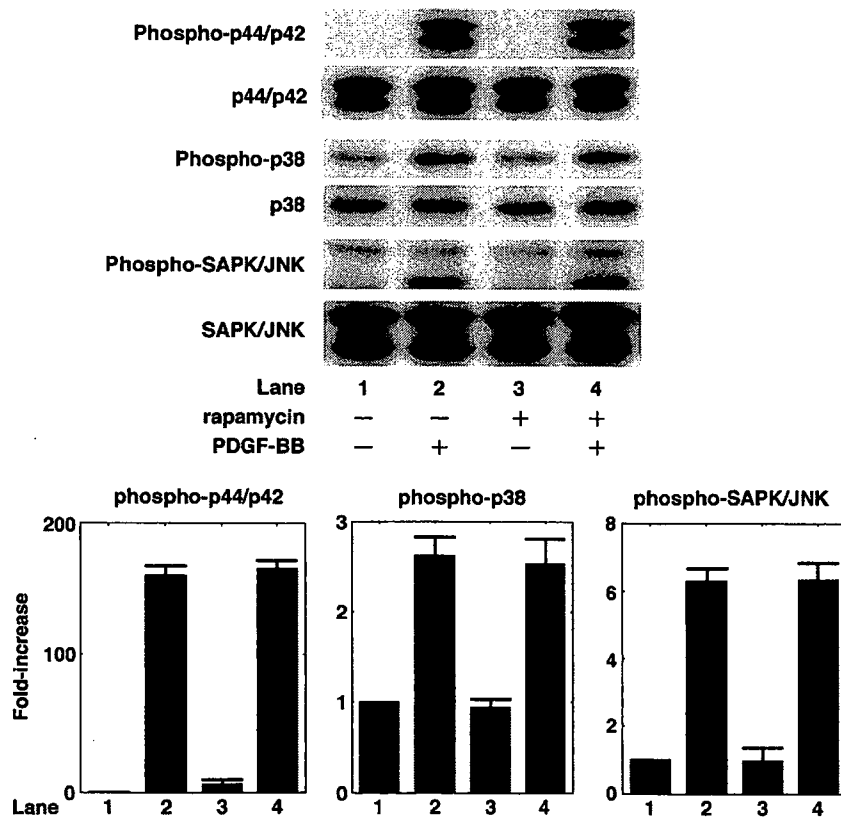 Phospho-p44/p42
p44/p42
Phospho-p38
p38
Phospho-SAPK/JNK
SAPK/JNK
Lane 1 2 3 4
rapamycin — — + +
PDGF-BB — + — +
phospho-p44/p42 phospho-p38 phospho-SAPK/JNK
Fold-increase
200
100
0
3
2
1
0
8
6
4
2
0
Lane 1 2 3 4 1 2 3 4 1 2 3 4